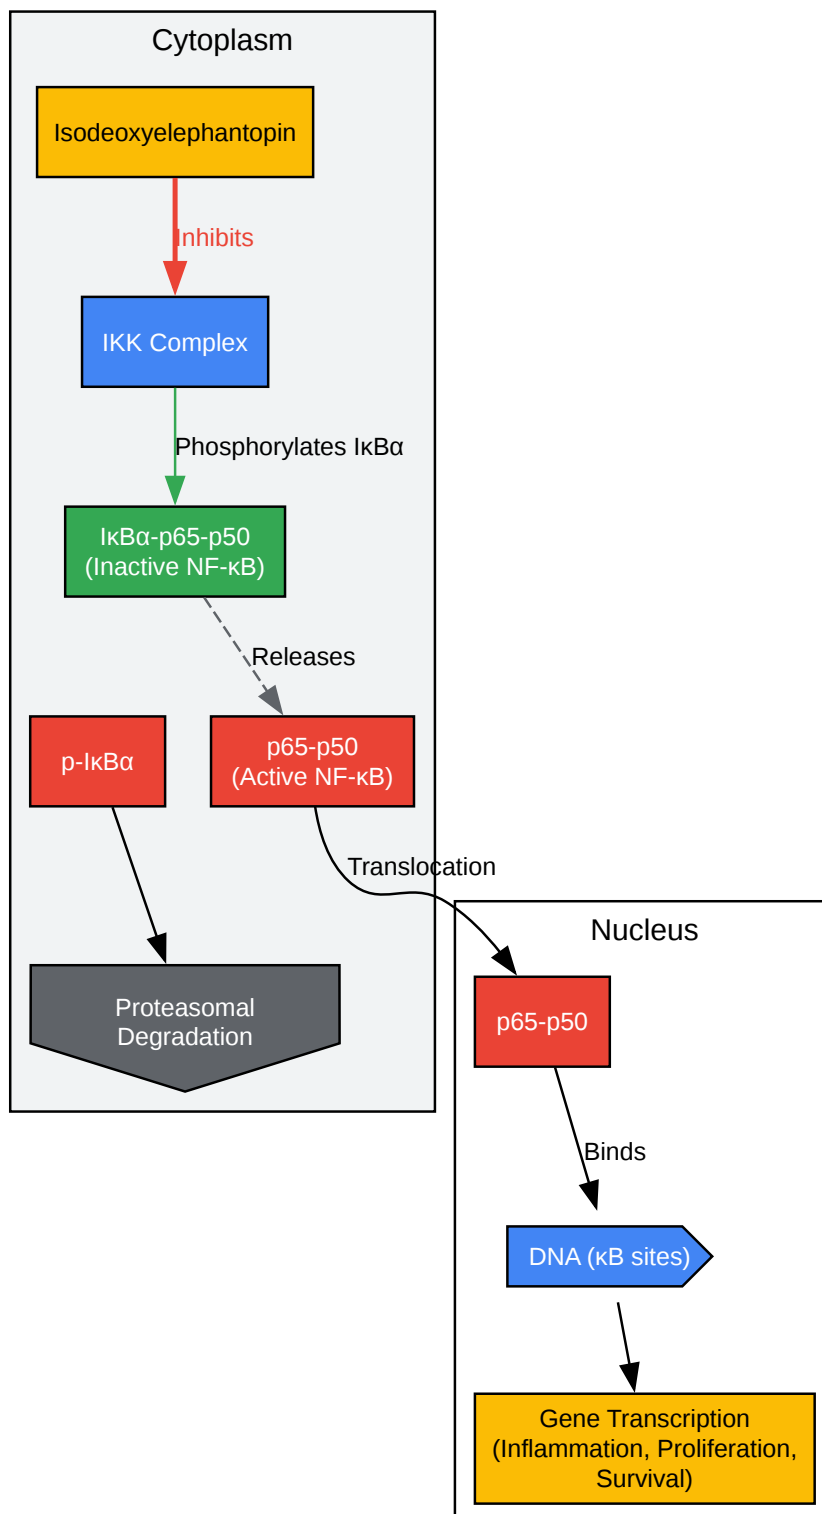 Cytoplasm
Isodeoxyelephantopin
Inhibits
IKK Complex
Phosphorylates IκBα
IκBα-p65-p50
(Inactive NF-κB)
Releases
p-IκBα
p65-p50
(Active NF-κB)
Translocation
Proteasomal
Degradation
Nucleus
p65-p50
Binds
DNA (κB sites)
Gene Transcription
(Inflammation, Proliferation,
Survival)